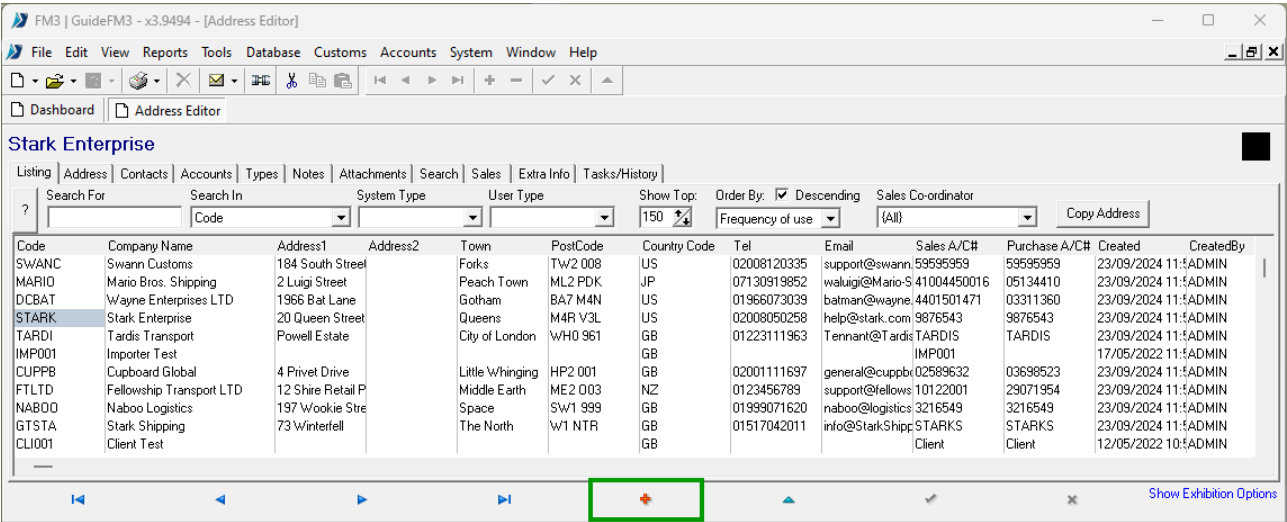 FM3 | GuideFM3 - x3.9494 - [Address Editor]
File Edit View Reports Tools Database Customs Accounts System Window Help
Dashboard Address Editor
Stark Enterprise
Listing Address Contacts Accounts Types Notes Attachments Search Sales Extra Info Tasks/History
? Search For Search In System Type User Type Show Top: Order By: Descending Sales Co-ordinator
Code 150 Frequency of use {All} Copy Address
Code Company Name Address1 Address2 Town PostCode Country Code Tel Email Sales A/C# Purchase A/C# Created CreatedBy
SWANC Swann Customs 184 South Street Forks TW2 008 US 02008120335 support@swann. 59595959 59595959 23/09/2024 11:5 ADMIN
MARIO Mario Bros. Shipping 2 Luigi Street Peach Town ML2 PDK JP 07130919852 waluigi@Mario-S 41004450016 05134410 23/09/2024 11:5 ADMIN
DCBAT Wayne Enterprises LTD 1966 Bat Lane Gotham BA7 M4N US 01966073039 batman@wayne. 4401501471 03311360 23/09/2024 11:5 ADMIN
STARK Stark Enterprise 20 Queen Street Queens M4R V3L US 02008050258 help@stark.com 9876543 9876543 23/09/2024 11:5 ADMIN
TARDI Tardis Transport Powell Estate City of London WH0 961 GB 01223111963 Tennant@Tardis TARDIS TARDIS 23/09/2024 11:5 ADMIN
IMP001 Importer Test GB IMP001 17/05/2022 11:5 ADMIN
CUPPB Cupboard Global 4 Privet Drive Little Whinging HP2 001 GB 02001111697 general@cuppbo 02589632 03698523 23/09/2024 11:5 ADMIN
FTLTD Fellowship Transport LTD 12 Shire Retail P Middle Earth ME2 003 NZ 0123456789 support@fellows 10122001 29071954 23/09/2024 11:5 ADMIN
NABOO Naboo Logistics 197 Wookie Stre Space SW1 999 GB 01999071620 naboo@logistics 3216549 3216549 23/09/2024 11:5 ADMIN
GTSTA Stark Shipping 73 Winterfell The North W1 NTR GB 01517042011 info@StarkShipp STARKS STARKS 23/09/2024 11:5 ADMIN
CLI001 Client Test GB Client Client 12/05/2022 10:5 ADMIN
Show Exhibition Options